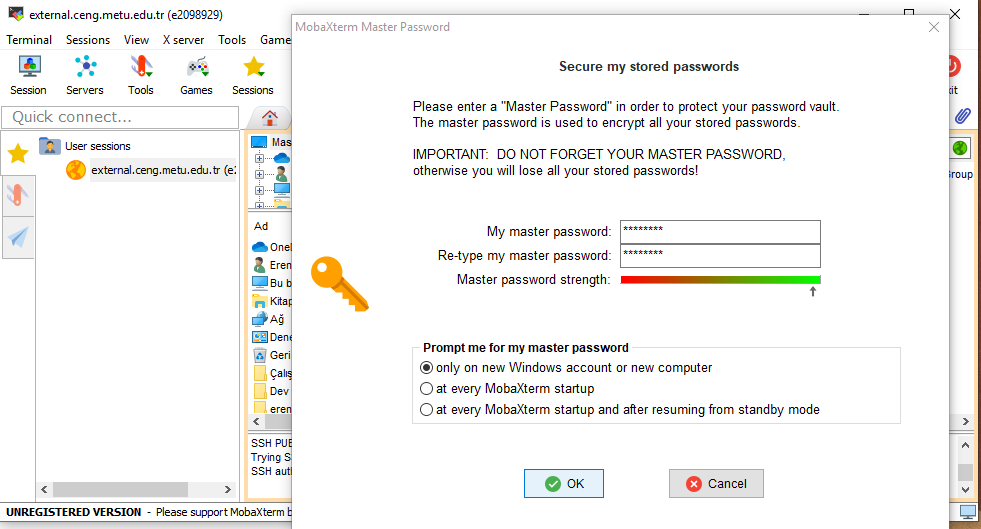 external.ceng.metu.edu.tr (e2098929)
Terminal Sessions View X server Tools Game
Session Servers Tools Games Sessions
Quick connect...
User sessions
external.ceng.metu.edu.tr (e2
Mas
Ad
One
Eren
Bu b
Kitap
Ağ
Dene
Geri
Çalış
Dev
eren
SSH PUE
Trying S
SSH aut
UNREGISTERED VERSION - Please support MobaXterm b
MobaXterm Master Password
Secure my stored passwords
Please enter a "Master Password" in order to protect your password vault.
The master password is used to encrypt all your stored passwords.
IMPORTANT: DO NOT FORGET YOUR MASTER PASSWORD,
otherwise you will lose all your stored passwords!
My master password: ********
Re-type my master password: ********
Master password strength:
Prompt me for my master password
only on new Windows account or new computer
at every MobaXterm startup
at every MobaXterm startup and after resuming from standby mode
OK Cancel
xit
Group